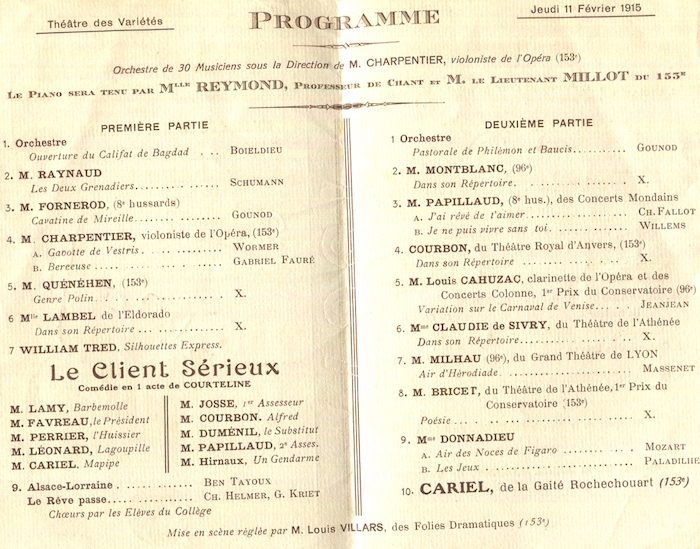 Théâtre des Variétés
PROGRAMME
Jeudi 11 Février 1915
Orchestre de 30 Musiciens sous la Direction de M. CHARPENTIER, violoniste de l'Opéra (153e)
LE PIANO SERA TENU PAR MLLE REYMOND, PROFESSEUR DE CHANT ET M. LE LIEUTENANT MILLOT DU 153E
PREMIÈRE PARTIE
1. Orchestre
Ouverture du Califat de Bagdad . . . BOIELDIEU
2. M. RAYNAUD
Les Deux Grenadiers.............. SCHUMANN
3. M. FORNEROD, (8e hussards)
Cavatine de Mireille.............. GOUNOD
4. M. CHARPENTIER, violoniste de l'Opéra, (153e)
A. Gavotte de Vestris.............. WORMER
B. Berceuse.............. GABRIEL FAURÉ
5. M. QUÉNÉHEN, (153e)
Genre Polin.............. X.
6 Mlle LAMBEL de l'Eldorado
Dans son Répertoire.............. X.
7 WILLIAM TRED, Silhouettes Express.
Le Client Sérieux
Comédie en 1 acte de COURTELINE
M. LAMY, Barbemolle
M. FAVREAU, le Président
M. PERRIER, l'Huissier
M. LÉONARD, Lagoupille
M. CARIEL, Mapipe
M. JOSSE, 1er Assesseur
M. COURBON. Alfred
M. DUMÉNIL, le Substitut
M. PAPILLAUD, 2e Asses.
M. Hirnaux, Un Gendarme
9. Alsace-Lorraine .............. BEN TAYOUX
Le Rêve passe.............. CH. HELMER, G. KRIET
Chœurs par les Elèves du Collège
DEUXIÈME PARTIE
1 Orchestre
Pastorale de Philémon et Baucis.......... GOUNOD
2. M. MONTBLANC, (96e)
Dans son Répertoire. .............. X.
3. M. PAPILLAUD, (8e hus.), des Concerts Mondains
A. J'ai rêvé de t'aimer.............. CH. FALLOT
B. Je ne puis vivre sans toi.............. WILLEMS
4. COURBON, du Théâtre Royal d'Anvers, (153e)
Dans son Répertoire .............. X.
5. M. LOUIS CAHUZAC, clarinette de l'Opéra et des
Concerts Colonne, 1er Prix du Conservatoire (96e)
Variation sur le Carnaval de Venise.... JEANJEAN
6. Mme CLAUDIE de SIVRY, du Théâtre de l'Athénée
Dans son Répertoire.............. X.
7. M. MILHAU (96e), du Grand Théâtre de LYON
Air d'Hérodiade.............. MASSENET
8. M. BRICET, du Théâtre de l'Athénée, 1er Prix du
Conservatoire (153e)
Poésie .............. X.
9. Mme DONNADIEU
A. Air des Noces de Figaro .......... MOZART
B. Les Jeux .............. PALADILHE
10. CARIEL, de la Gaîté Rochechouart (153e)
Mise en scène réglée par M. Louis VILLARS, des Folies Dramatiques (153e)